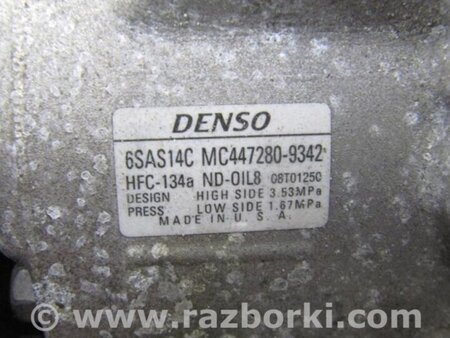 DENSO
6SAS14C MC447280-9342
HFC-134a ND-OIL8 08T0125C
DESIGN HIGH SIDE 3.53MPa
PRESS LOW SIDE 1.67MPa
MADE IN U.S.A.
© www.razborki.com